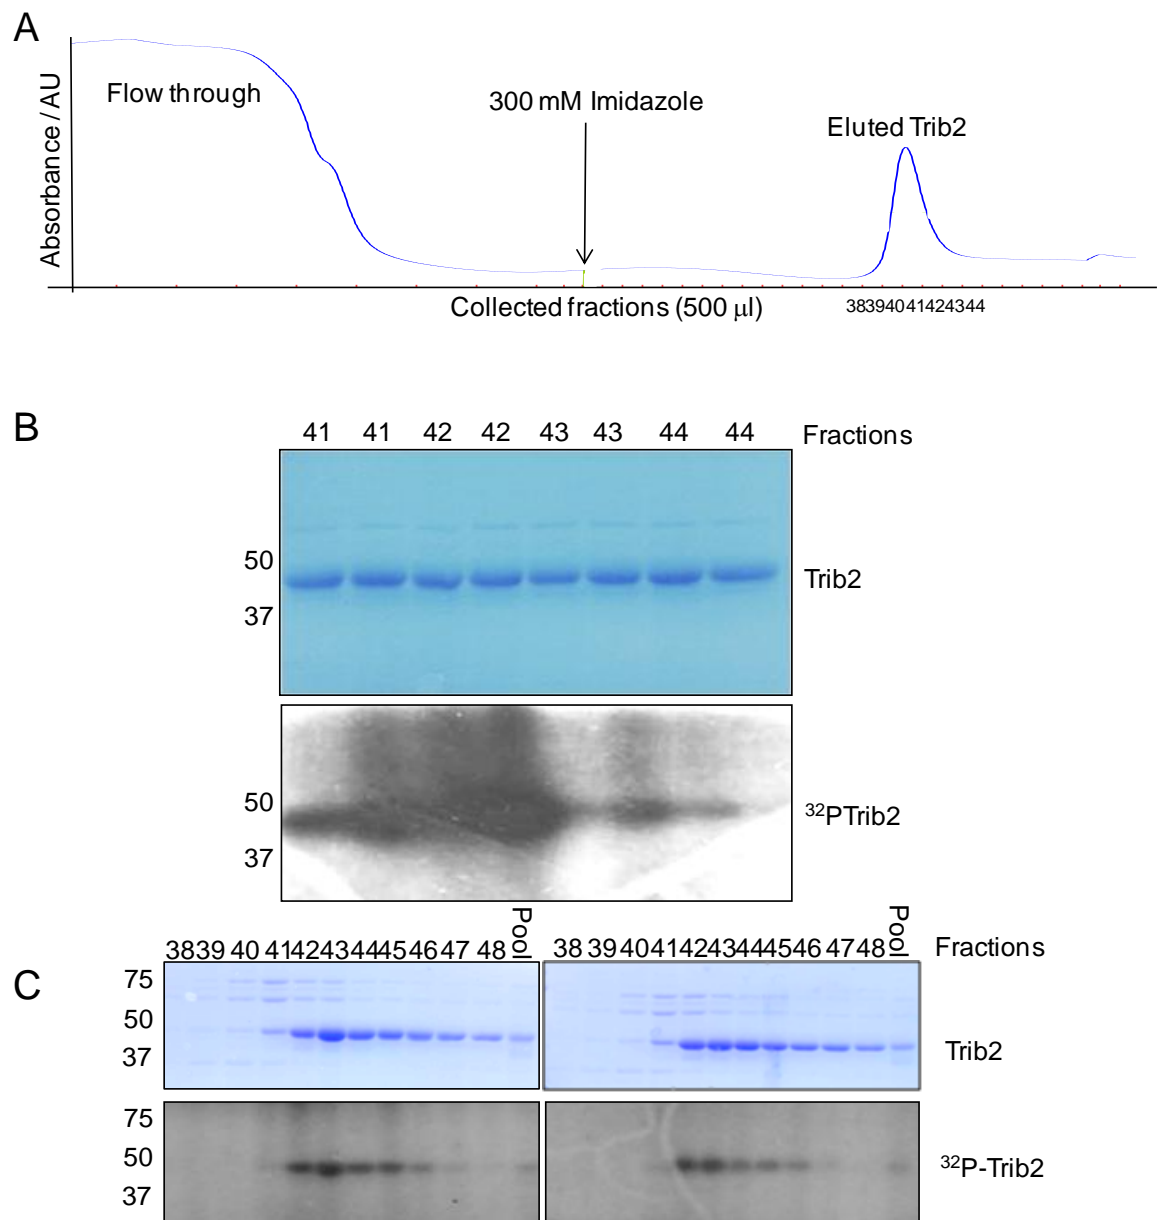 A
Absorbance / AU
Flow through
300 mM Imidazole
Eluted Trib2
Collected fractions (500 μl)
38394041424344
B
41 41 42 42 43 43 44 44 Fractions
50
37
Trib2
50
37
32PTrib2
C
38 39 40 41 42 43 44 45 46 47 48 Pool
38 39 40 41 42 43 44 45 46 47 48 Pool
Fractions
75
50
37
Trib2
75
50
37
32P-Trib2